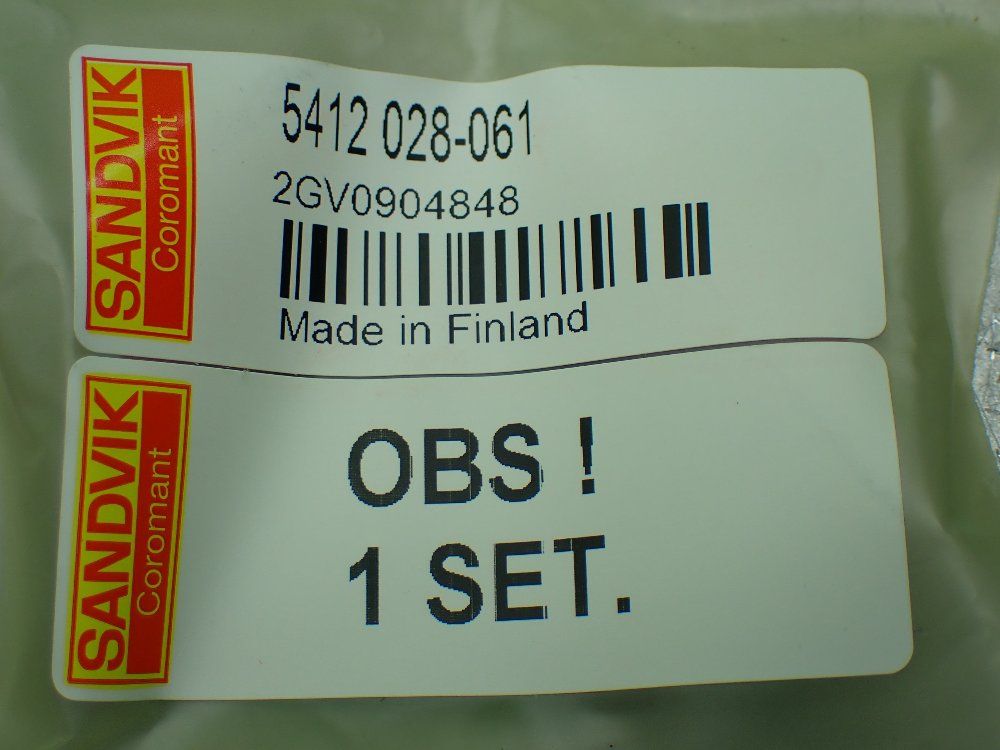 SANDVIK
Coromant
5412 028-061
2GV0904848
Made in Finland
SANDVIK
Coromant
OBS !
1 SET.